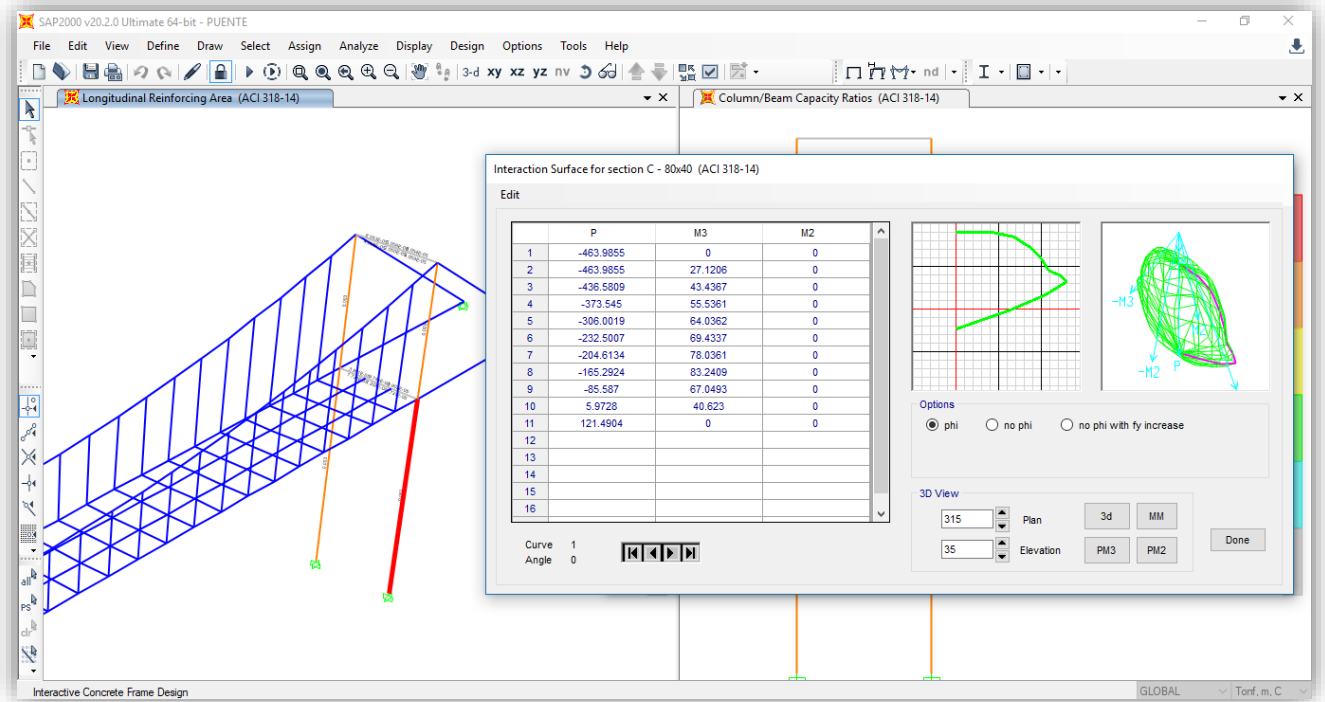 SAP2000 v20.2.0 Ultimate 64-bit - PUENTE
File Edit View Define Draw Select Assign Analyze Display Design Options Tools Help
3-d xy xz yz nv nd
Longitudinal Reinforcing Area (ACI 318-14)
Column/Beam Capacity Ratios (ACI 318-14)
Interaction Surface for section C - 80x40 (ACI 318-14)
Edit
P M3 M2
1 -463.9855 0 0
2 -463.9855 27.1206 0
3 -436.5809 43.4367 0
4 -373.545 55.5361 0
5 -306.0019 64.0362 0
6 -232.5007 69.4337 0
7 -204.6134 78.0361 0
8 -165.2924 83.2409 0
9 -85.587 67.0493 0
10 5.9728 40.623 0
11 121.4904 0 0
12
13
14
15
16
Curve 1
Angle 0
-M3
-M2 P
Options
phi no phi no phi with fy increase
3D View
315 Plan 3d MM
35 Elevation PM3 PM2
Done
all
PS
clr
Interactive Concrete Frame Design
GLOBAL Tonf, m, C